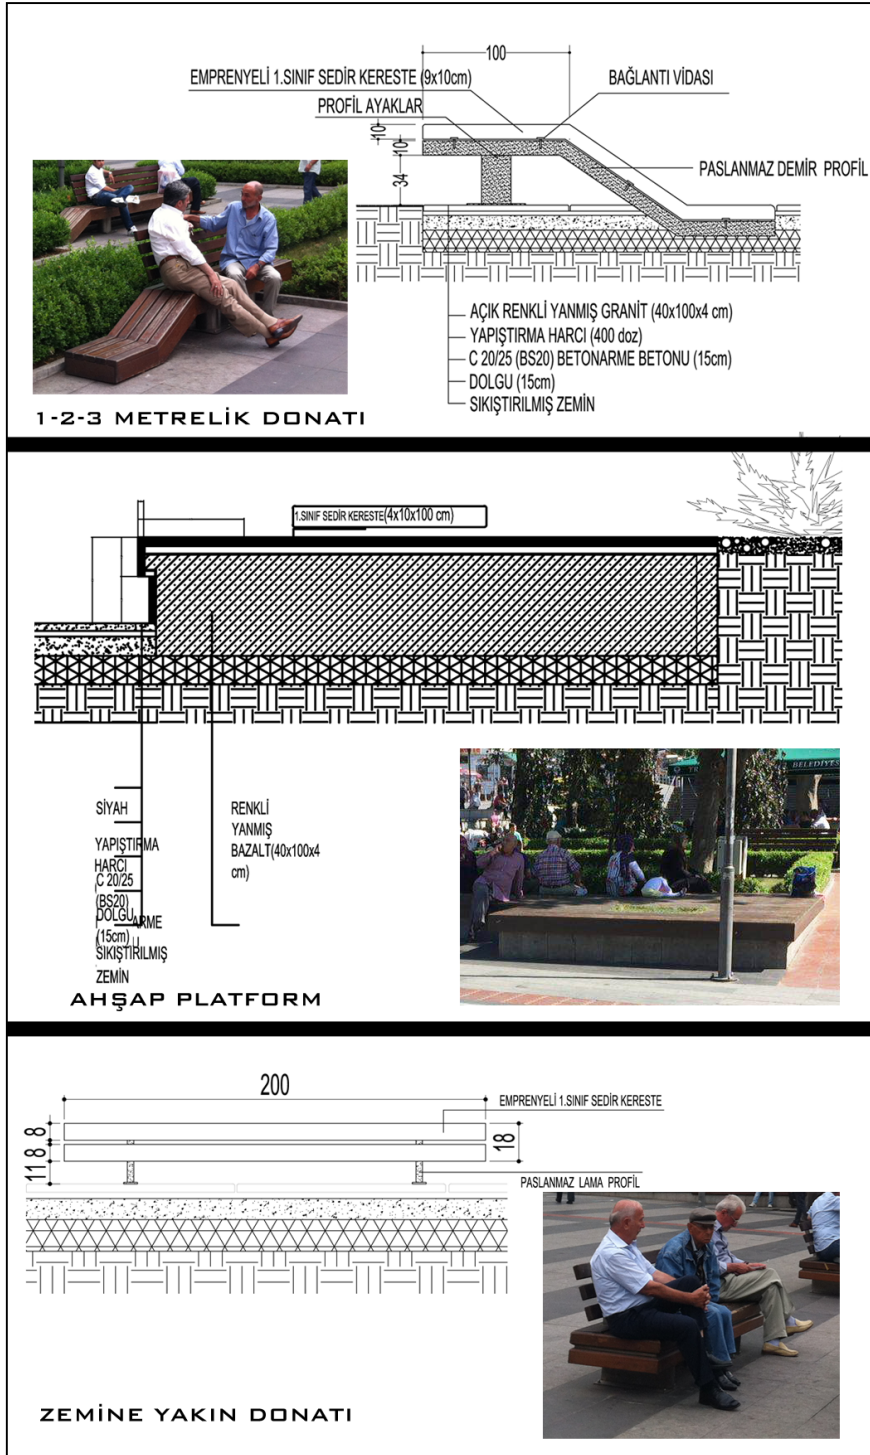 100
EMPRENYELİ 1.SINIF SEDİR KERESTE (9x10cm)
BAĞLANTI VİDASI
PROFİL AYAKLAR
10
10
34
PASLANMAZ DEMİR PROFİL
AÇIK RENKLİ YANMIŞ GRANİT (40x100x4 cm)
YAPIŞTIRMA HARCI (400 doz)
C 20/25 (BS20) BETONARME BETONU (15cm)
DOLGU (15cm)
SIKIŞTIRILMIŞ ZEMİN
1-2-3 METRELİK DONATI
1.SINIF SEDİR KERESTE(4x10x100 cm)
SİYAH
YAPIŞTIRMA
HARCI
C 20/25
(BS20)
DOLGU
ARME
(15cm)
SIKIŞTIRILMIŞ
ZEMİN
RENKLİ
YANMIŞ
BAZALT(40x100x4
cm)
BELEDİYES
AHŞAP PLATFORM
200
EMPRENYELİ 1.SINIF SEDİR KERESTE
8
8
11
18
PASLANMAZ LAMA PROFİL
ZEMİNE YAKIN DONATI